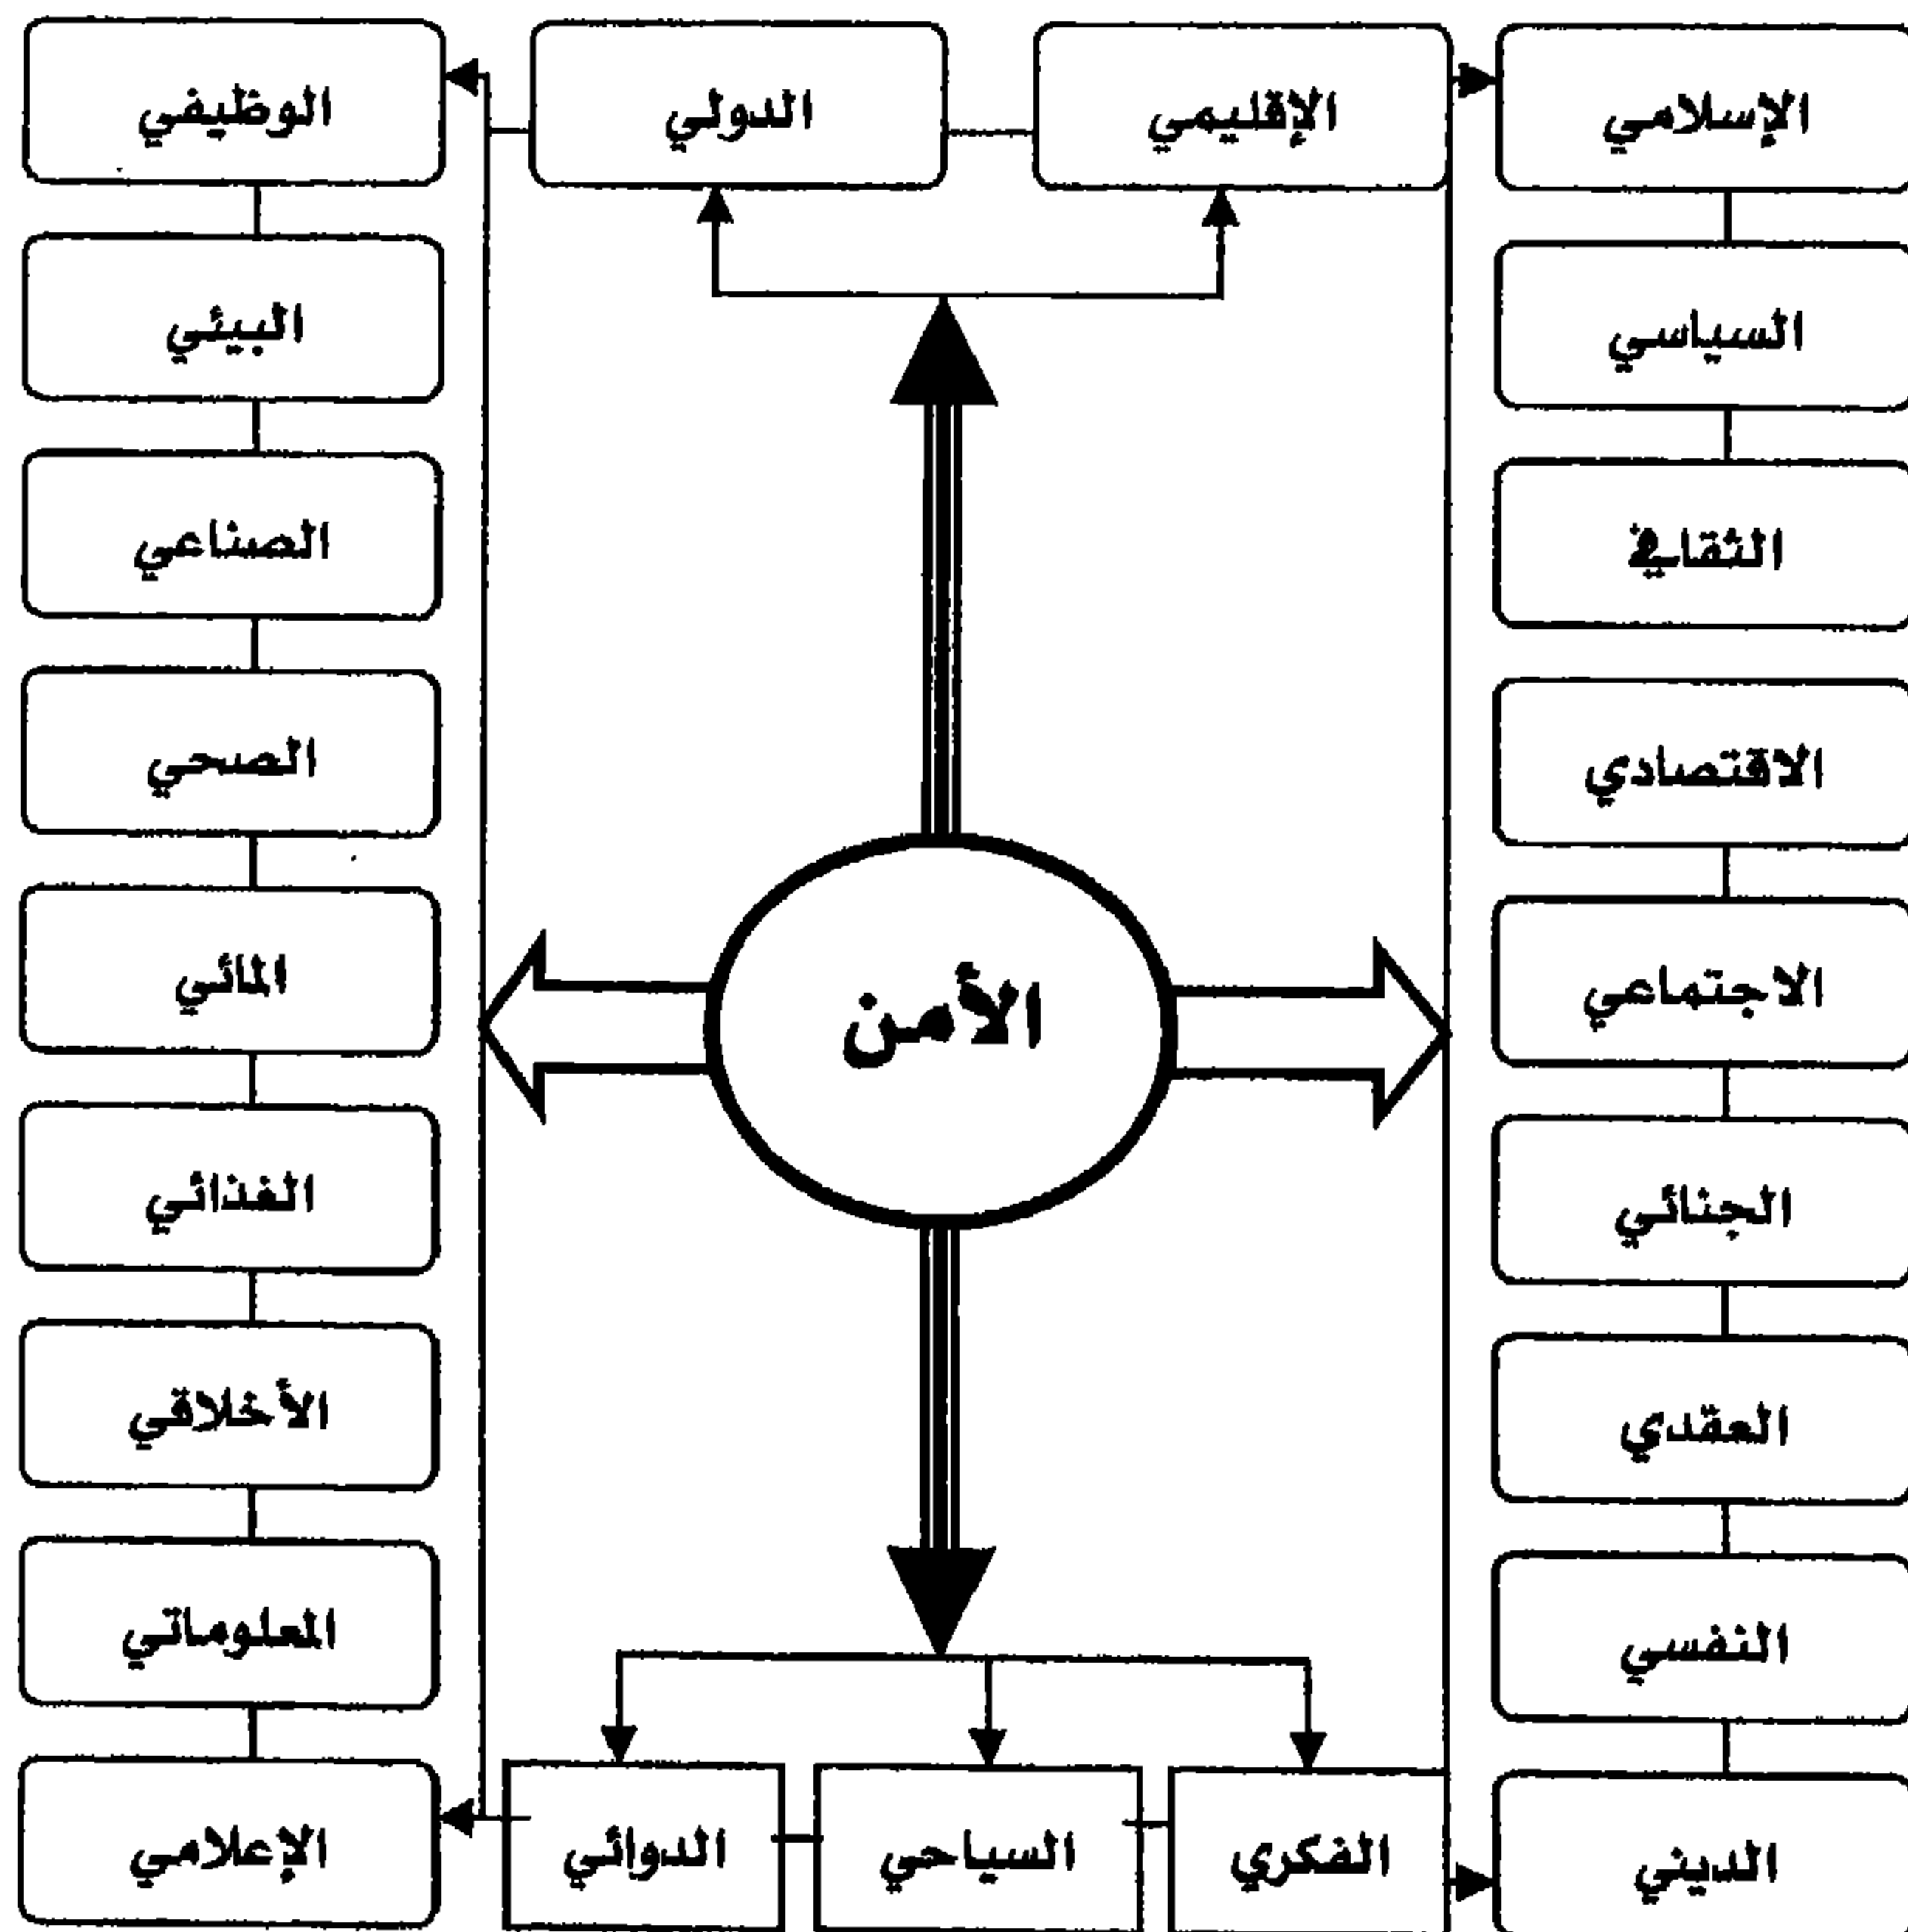 الإسلامي
الإقليمي
الدولي
الوظيفي
السياسي
البيئي
الثقافي
الصناعي
الاقتصادي
الصحي
الأمن
الاجتماعي
المائي
الجنائي
الغذائي
العقدي
الأخلاقي
النفسي
المعلوماتي
الديني
الفكري
السياحي
الدوائي
الإعلامي